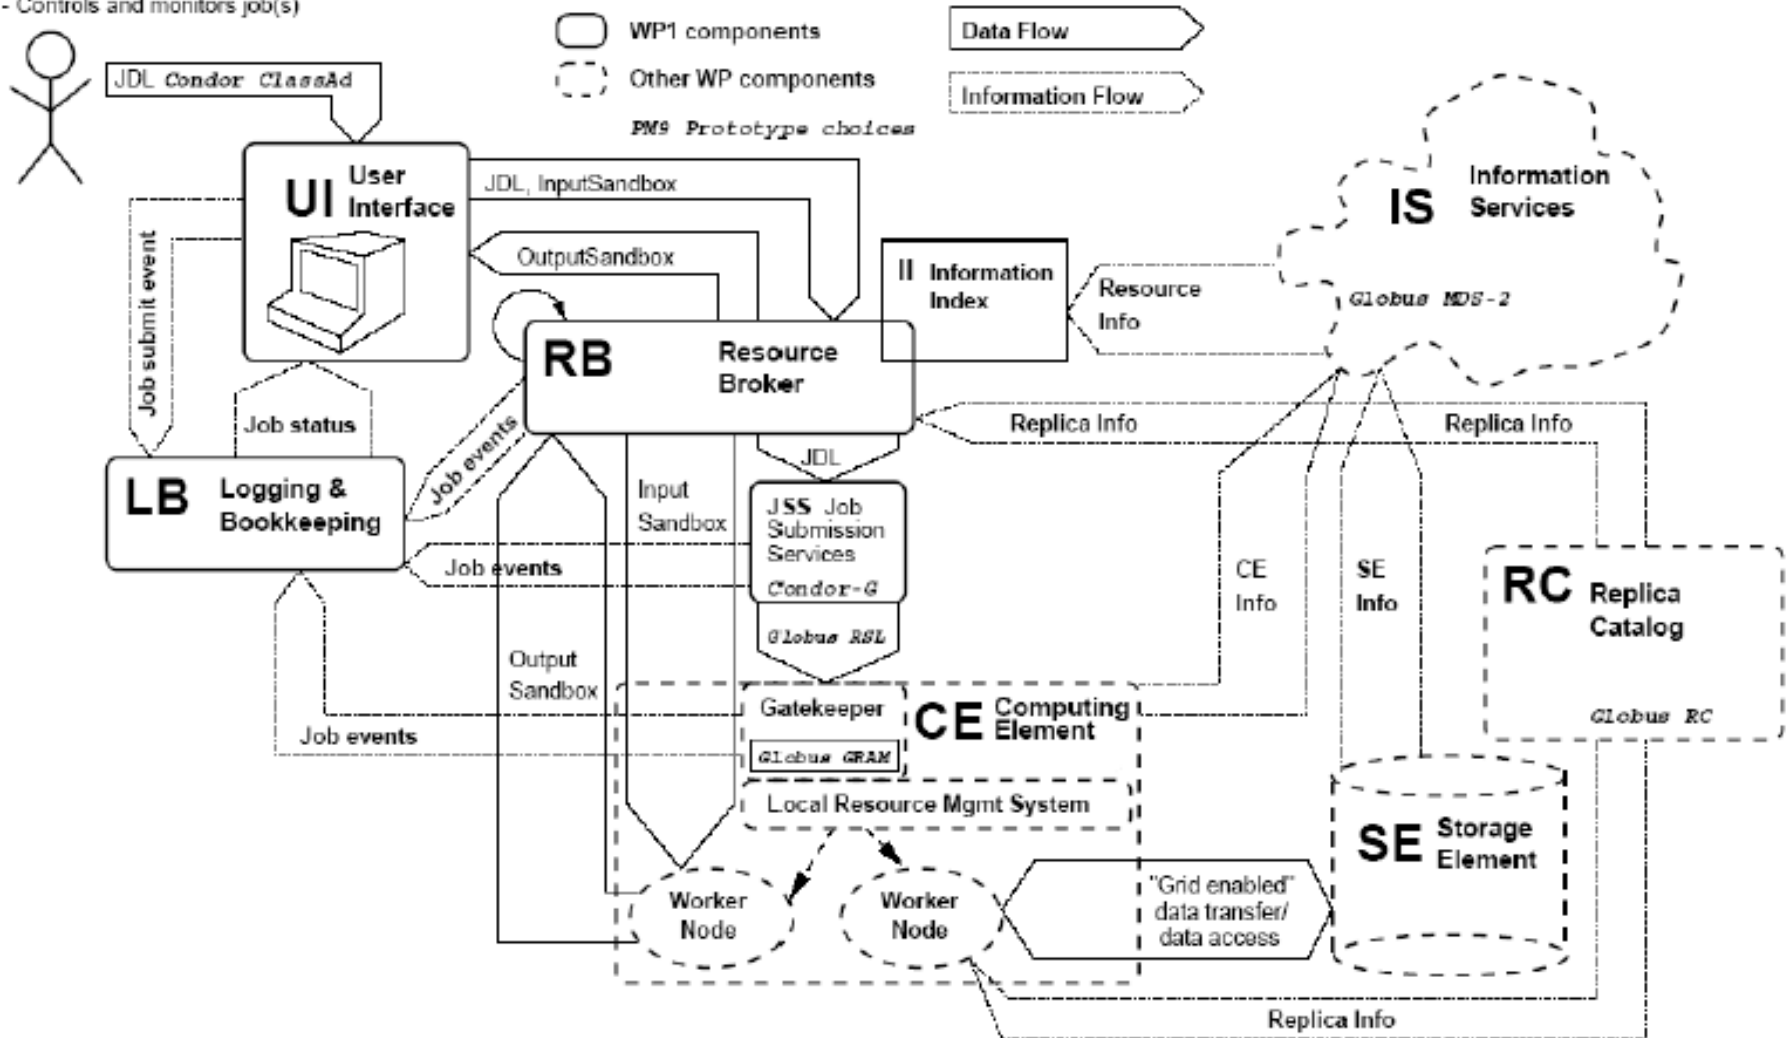 - Controls and monitors job(s)
WP1 components
Data Flow
Other WP components
Information Flow
PM9 Prototype choices
JDL Condor ClassAd
UI
User
Interface
JDL, InputSandbox
OutputSandbox
IS
Information
Services
Globus MDS-2
II Information
Index
Resource
Info
Job submit event
RB
Resource
Broker
Job status
Job events
Replica Info
Replica Info
JDL
LB
Logging &
Bookkeeping
Input
Sandbox
JSS Job
Submission
Services
Condor-G
Job events
Globus RSL
CE
Info
SE
Info
RC
Replica
Catalog
Globus RC
Output
Sandbox
Gatekeeper
Globus GRAM
CE
Computing
Element
Job events
Local Resource Mgmt System
SE
Storage
Element
Worker
Node
Worker
Node
"Grid enabled"
data transfer/
data access
Replica Info